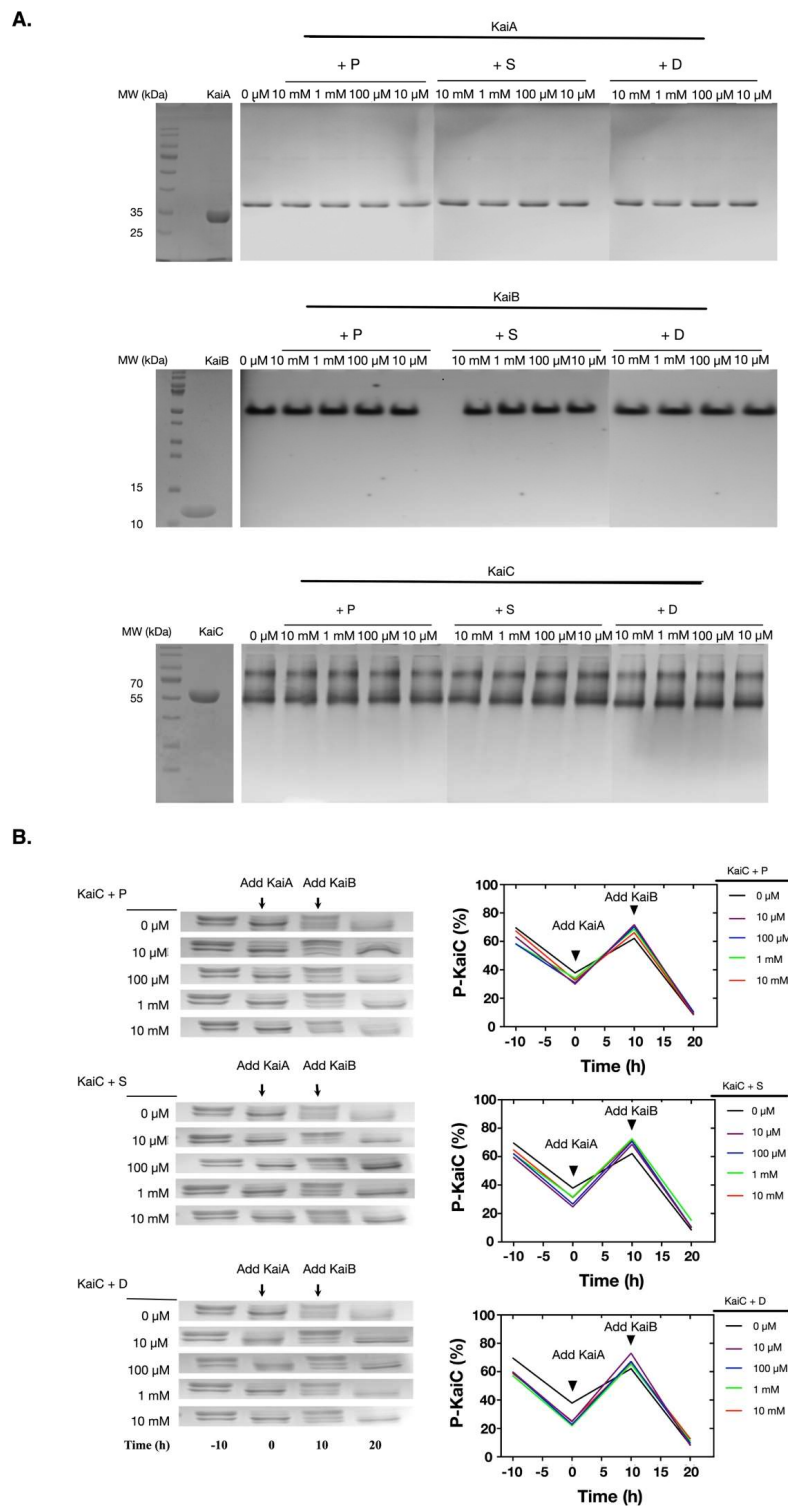 A.
KaiA
+ P + S + D
MW (kDa) KaiA 0 µM 10 mM 1 mM 100 µM 10 µM 10 mM 1 mM 100 µM 10 µM 10 mM 1 mM 100 µM 10 µM
35
25
KaiB
+ P + S + D
MW (kDa) KaiB 0 µM 10 mM 1 mM 100 µM 10 µM 10 mM 1 mM 100 µM 10 µM 10 mM 1 mM 100 µM 10 µM
15
10
KaiC
+ P + S + D
MW (kDa) KaiC 0 µM 10 mM 1 mM 100 µM 10 µM 10 mM 1 mM 100 µM 10 µM 10 mM 1 mM 100 µM 10 µM
70
55
B.
KaiC + P
Add KaiA Add KaiB
0 µM
10 µM
100 µM
1 mM
10 mM
P-KaiC (%)
100
80
60
40
20
0
Add KaiA
Add KaiB
-10 -5 0 5 10 15 20
Time (h)
KaiC + P
0 µM
10 µM
100 µM
1 mM
10 mM
KaiC + S
Add KaiA Add KaiB
0 µM
10 µM
100 µM
1 mM
10 mM
P-KaiC (%)
100
80
60
40
20
0
Add KaiA
Add KaiB
-10 -5 0 5 10 15 20
Time (h)
KaiC + S
0 µM
10 µM
100 µM
1 mM
10 mM
KaiC + D
Add KaiA Add KaiB
0 µM
10 µM
100 µM
1 mM
10 mM
Time (h) -10 0 10 20
P-KaiC (%)
100
80
60
40
20
0
Add KaiA
Add KaiB
-10 -5 0 5 10 15 20
Time (h)
KaiC + D
0 µM
10 µM
100 µM
1 mM
10 mM